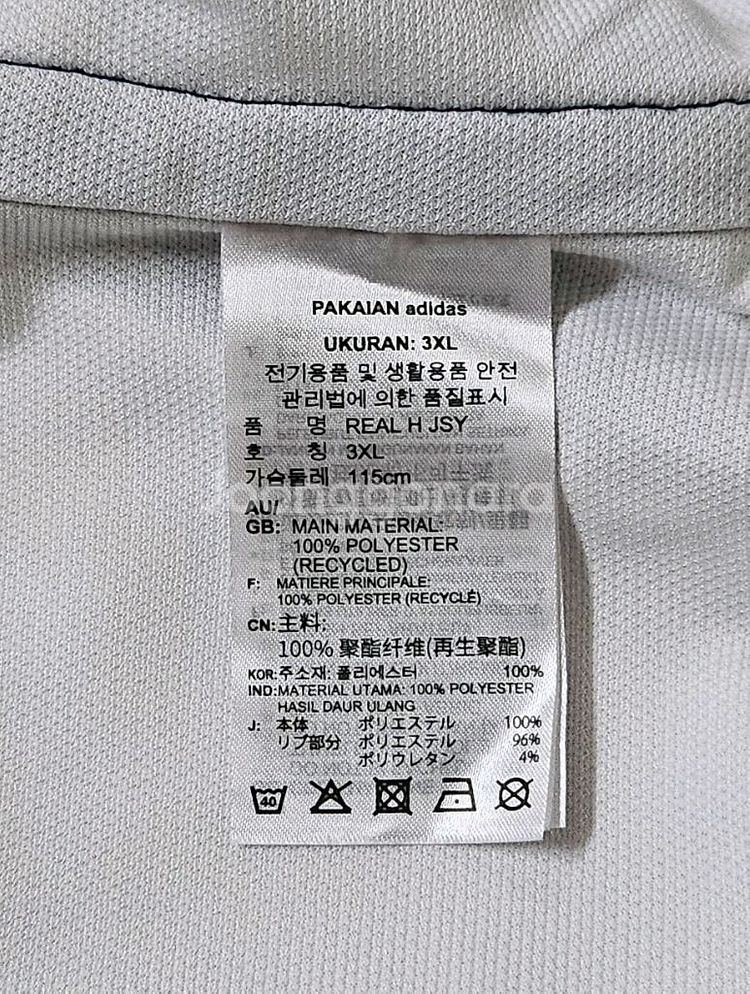 PAKAIAN adidas
UKURAN: 3XL
전기용품 및 생활용품 안전
관리법에 의한 품질표시
품 명 REAL H JSY
호 칭 3XL
가슴둘레 115cm
AU/
GB: MAIN MATERIAL:
100% POLYESTER
(RECYCLED)
F: MATIERE PRINCIPALE:
100% POLYESTER (RECYCLÉ)
CN:主料:
100% 聚酯纤维(再生聚酯)
KOR:주소재: 폴리에스터 100%
IND:MATERIAL UTAMA: 100% POLYESTER
HASIL DAUR ULANG
J: 本体 ポリエステル 100%
リブ部分 ポリエステル 96%
ポリウレタン 4%
40